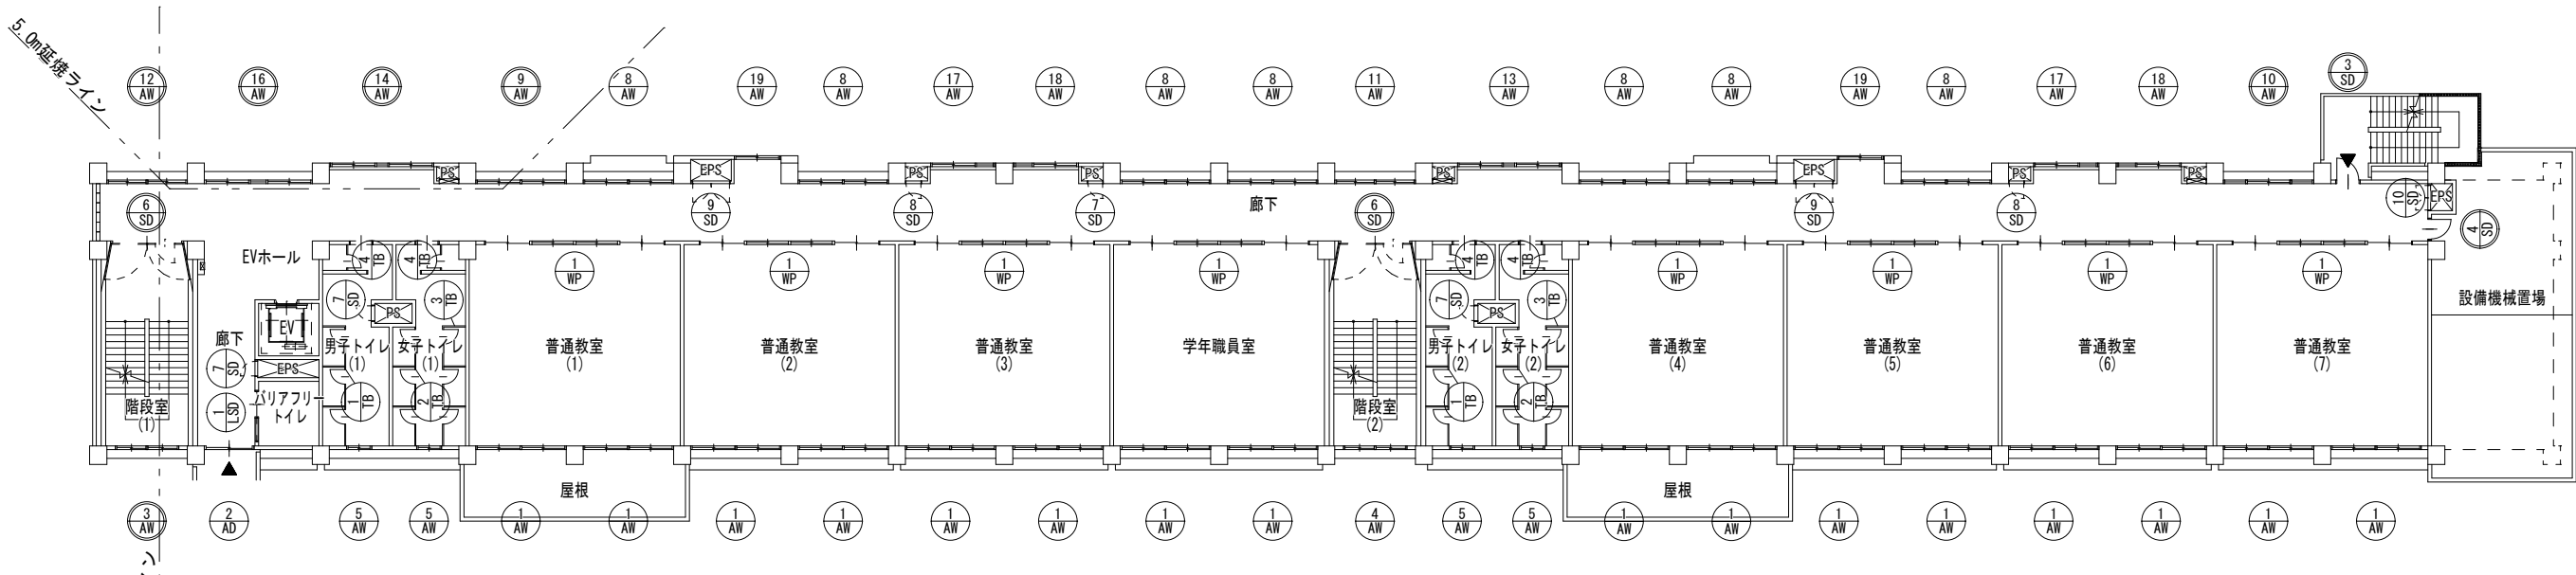 5.0m延焼ライン
12
AW
16
AW
14
AW
9
AW
8
AW
19
AW
8
AW
17
AW
18
AW
8
AW
8
AW
11
AW
13
AW
8
AW
8
AW
19
AW
8
AW
17
AW
18
AW
10
AW
3
SD
PS
EPS
PS
PS
PS
EPS
PS
PS
6
SD
9
SD
8
SD
7
SD
廊下
6
SD
9
SD
8
SD
10
SD
EPS
4
SD
EVホール
4
TB
4
TB
1
WP
1
WP
1
WP
1
WP
4
TB
4
TB
1
WP
1
WP
1
WP
1
WP
7
SD
3
TB
PS
7
SD
3
TB
PS
設備機械置場
EV
廊下
男子トイレ
(1)
女子トイレ
(1)
普通教室
(1)
普通教室
(2)
普通教室
(3)
学年職員室
男子トイレ
(2)
女子トイレ
(2)
普通教室
(4)
普通教室
(5)
普通教室
(6)
普通教室
(7)
7
SD
EPS
バリアフリー
トイレ
1
LSD
1
TB
2
TB
1
TB
2
TB
階段室
(1)
階段室
(2)
屋根
屋根
3
AW
2
AD
5
AW
5
AW
1
AW
1
AW
1
AW
1
AW
1
AW
1
AW
1
AW
1
AW
4
AW
5
AW
5
AW
1
AW
1
AW
1
AW
1
AW
1
AW
1
AW
1
AW
1
AW
イン